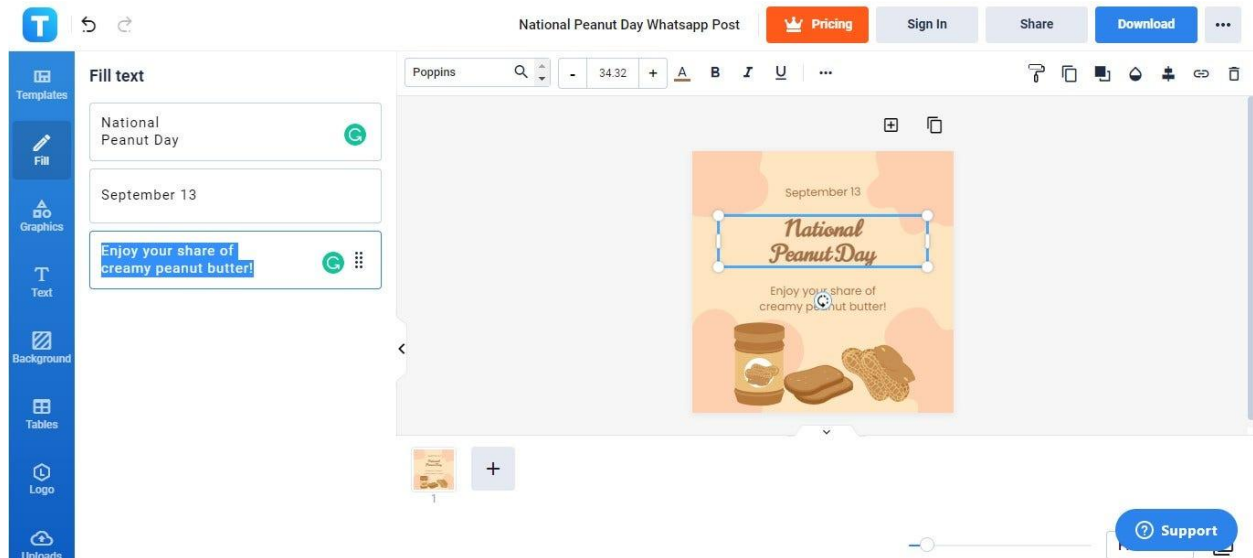 T
National Peanut Day Whatsapp Post
Pricing
Sign In
Share
Download
Templates
Fill
Graphics
Text
Background
Tables
Logo
Uploads
Fill text
National
Peanut Day
September 13
Enjoy your share of
creamy peanut butter!
Poppins
- 34.32 +
A B I U
September 13
National
Peanut Day
Enjoy your share of
creamy peanut butter!
1
+
Support